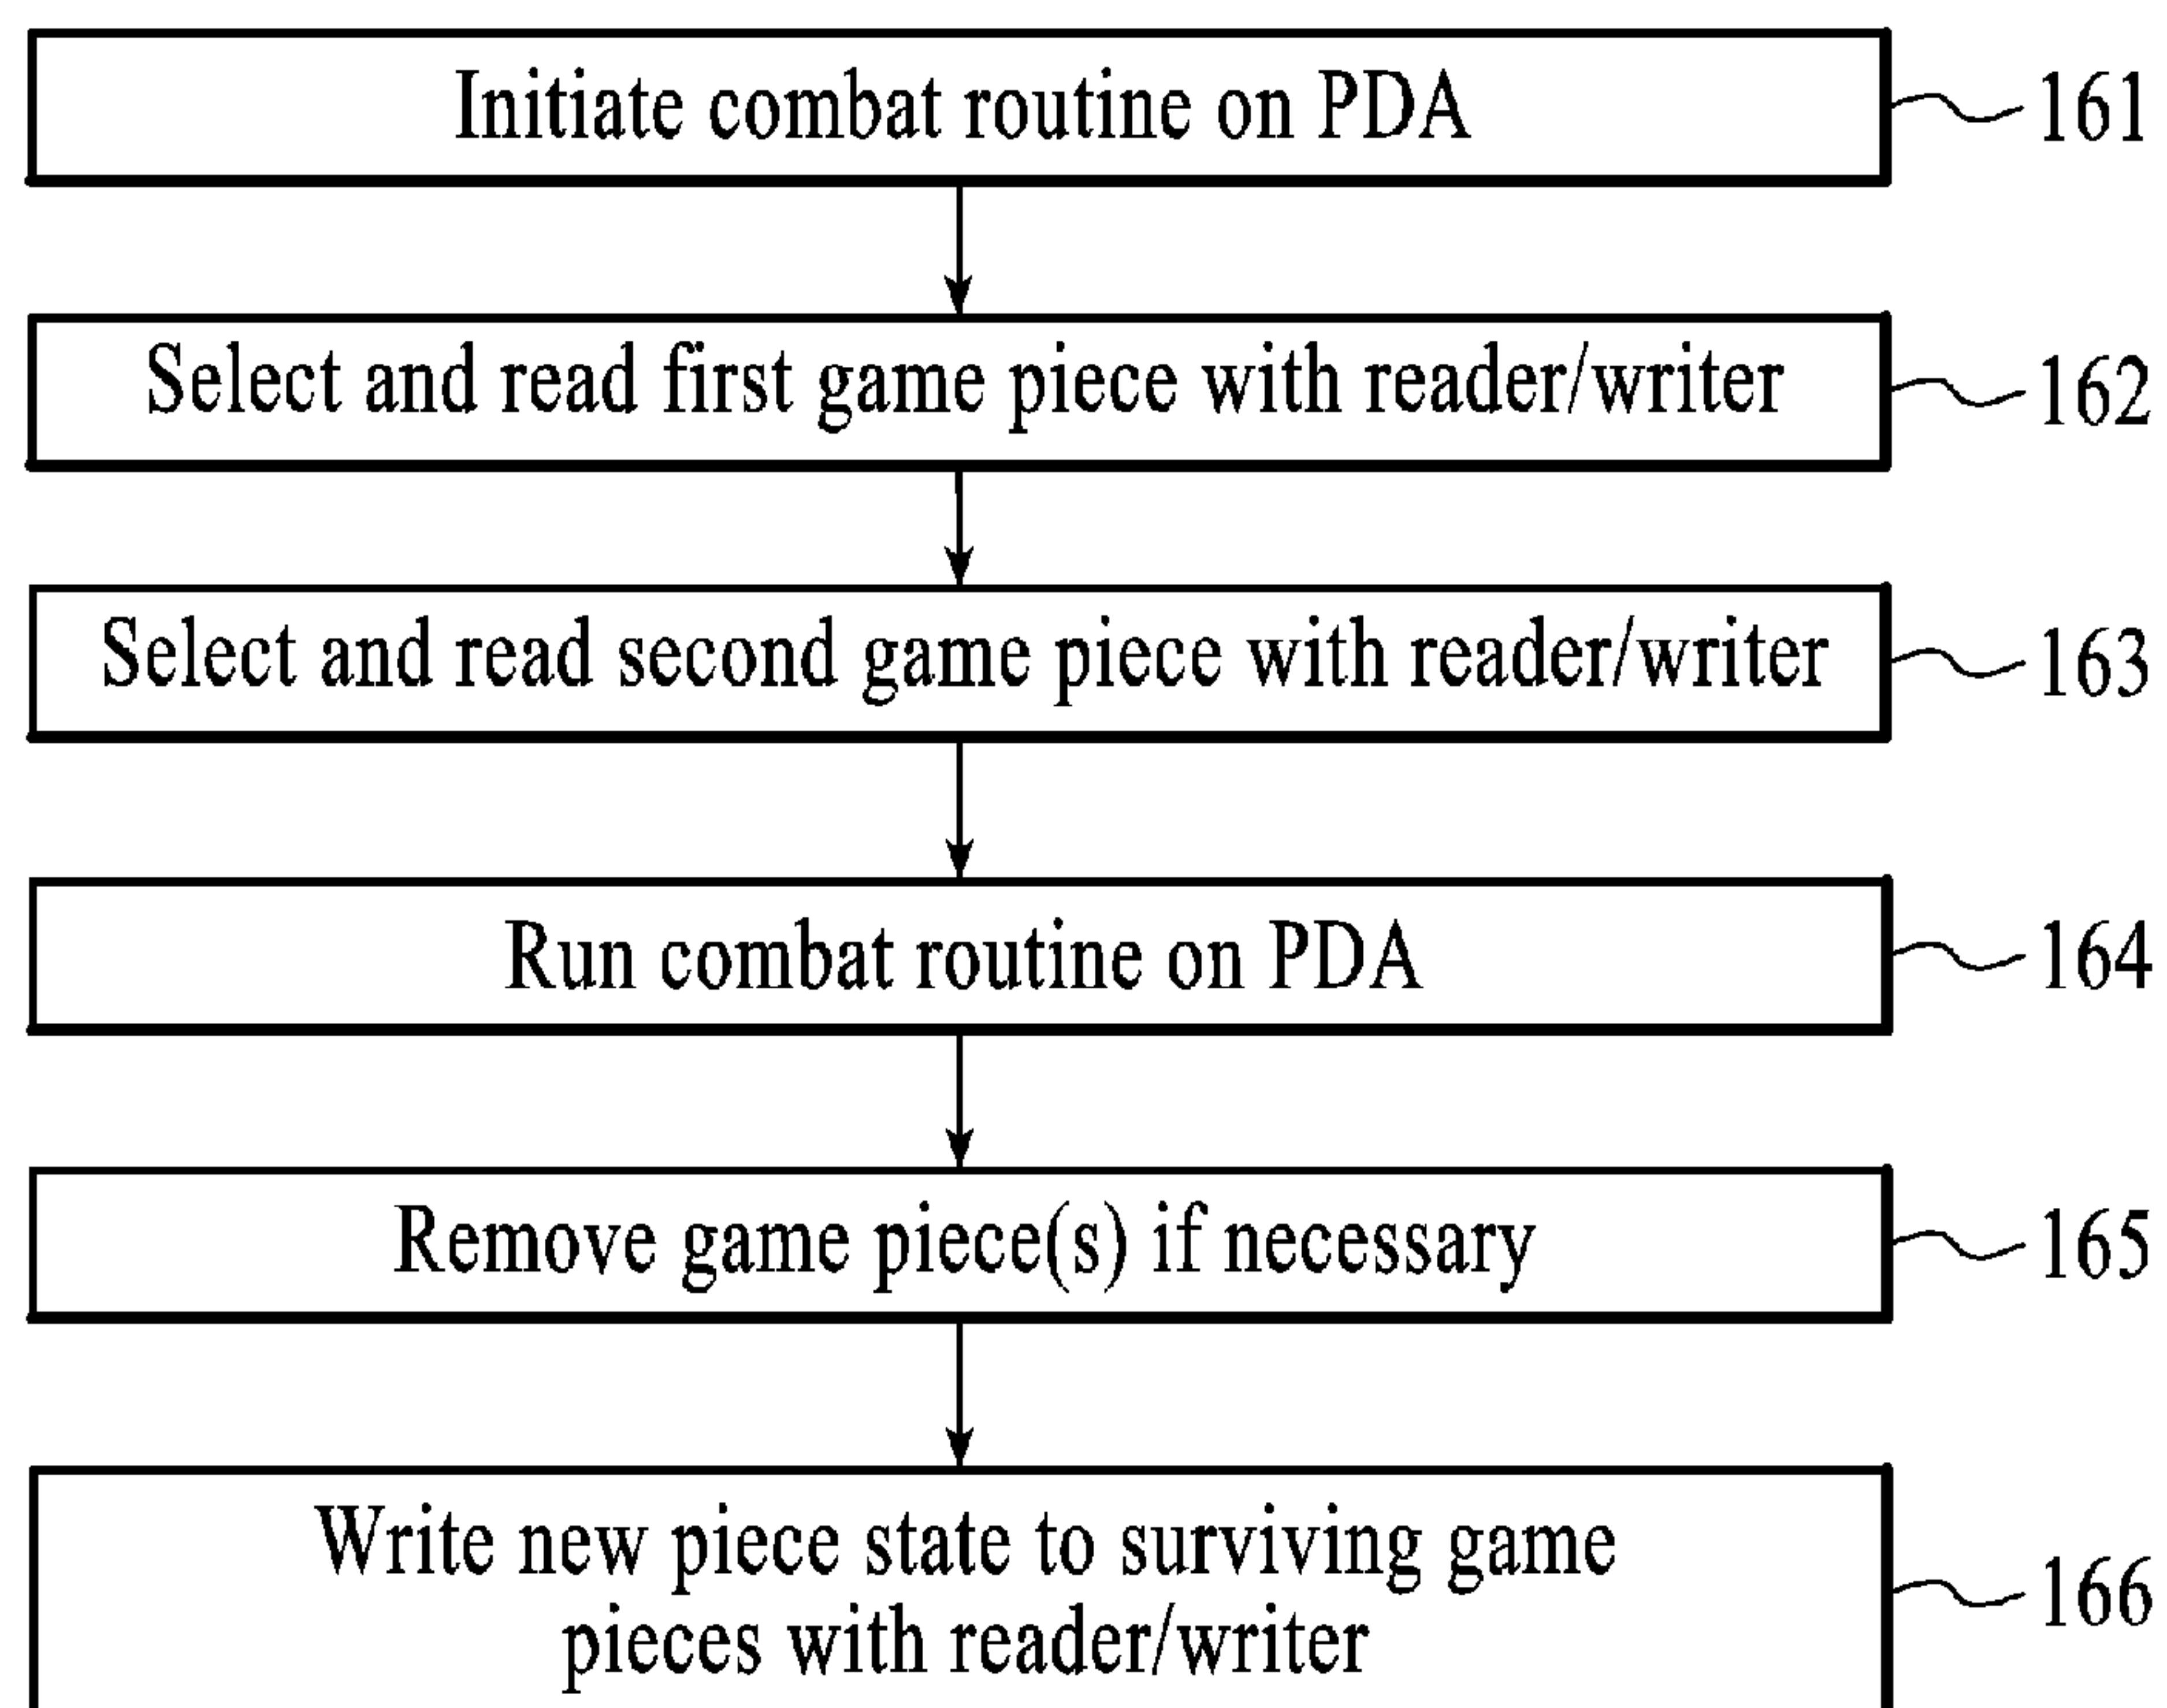 Initiate combat routine on PDA
161
Select and read first game piece with reader/writer
162
Select and read second game piece with reader/writer
163
Run combat routine on PDA
164
Remove game piece(s) if necessary
165
Write new piece state to surviving game
pieces with reader/writer
166